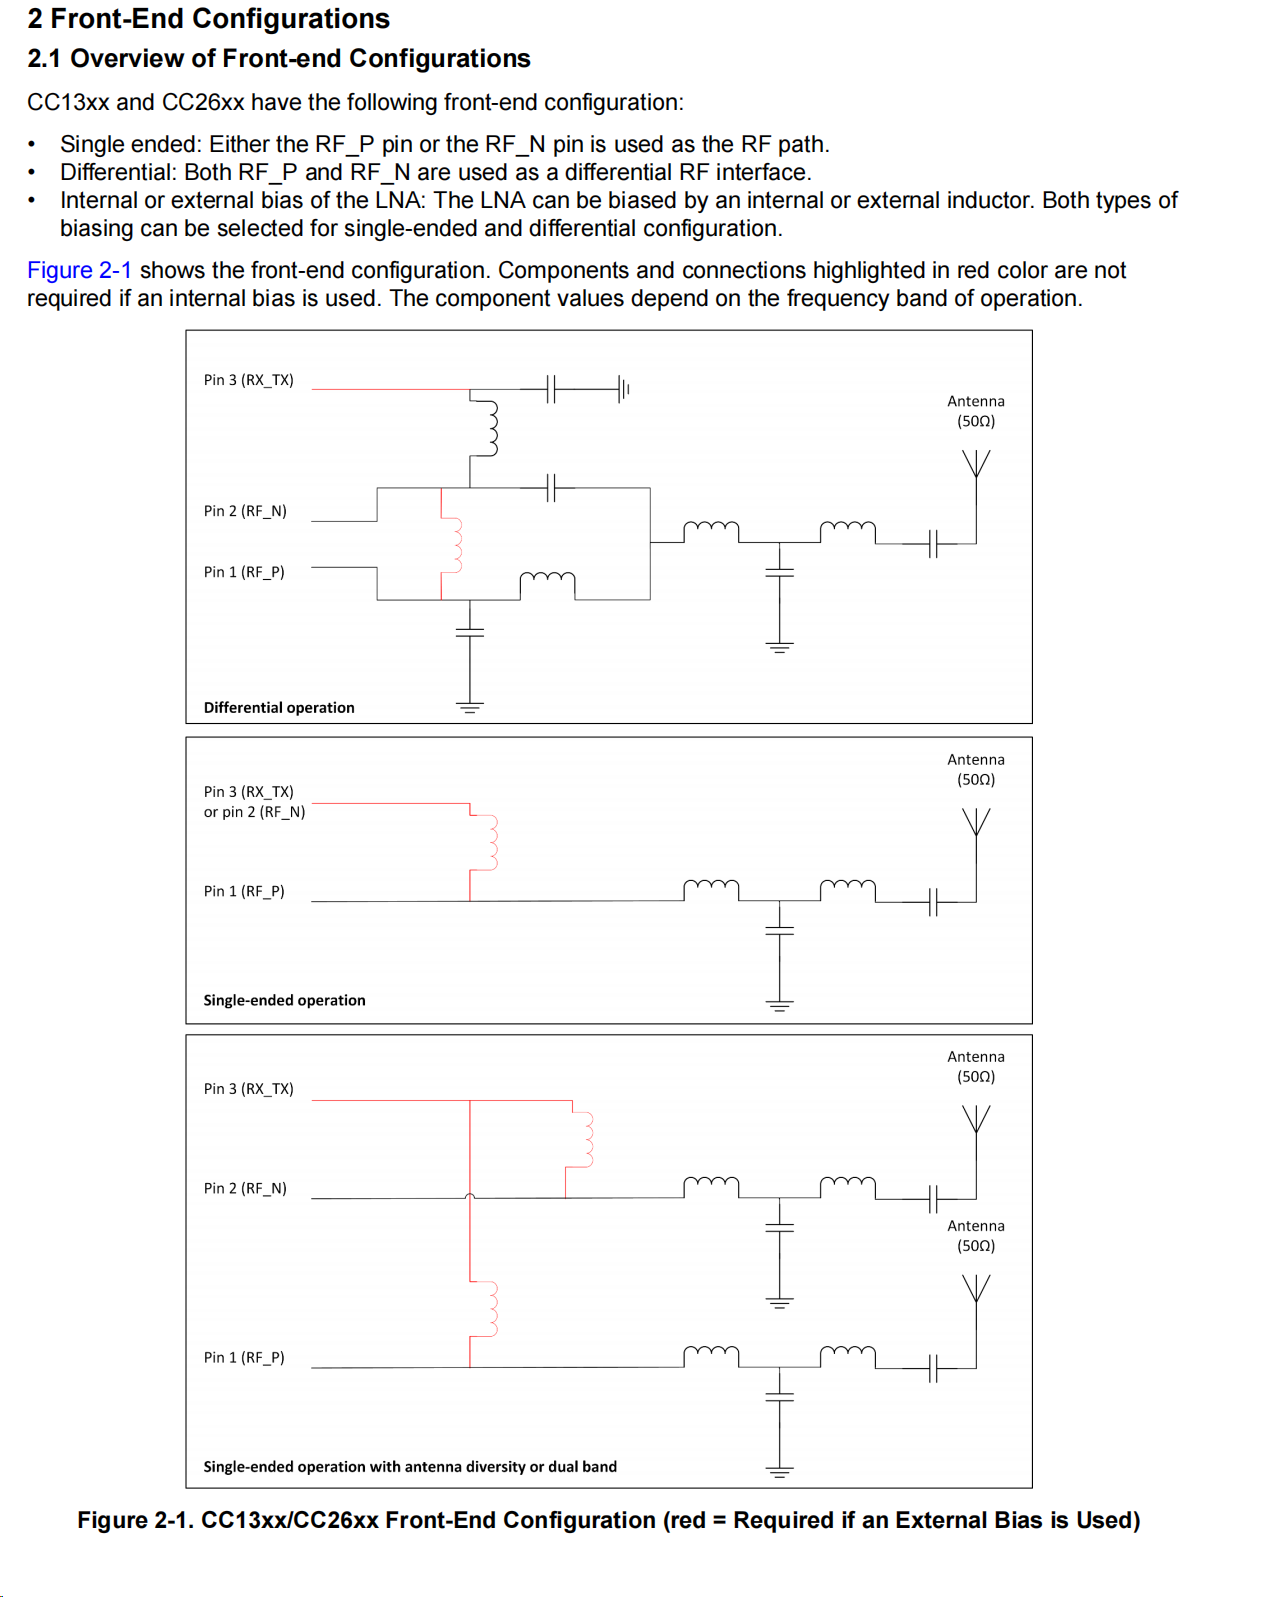 2 Front-End Configurations
2.1 Overview of Front-end Configurations
CC13xx and CC26xx have the following front-end configuration:
• Single ended: Either the RF_P pin or the RF_N pin is used as the RF path.
• Differential: Both RF_P and RF_N are used as a differential RF interface.
• Internal or external bias of the LNA: The LNA can be biased by an internal or external inductor. Both types of
biasing can be selected for single-ended and differential configuration.
Figure 2-1 shows the front-end configuration. Components and connections highlighted in red color are not
required if an internal bias is used. The component values depend on the frequency band of operation.
Pin 3 (RX_TX)
Antenna
(50Ω)
Pin 2 (RF_N)
Pin 1 (RF_P)
Differential operation
Antenna
(50Ω)
Pin 3 (RX_TX)
or pin 2 (RF_N)
Pin 1 (RF_P)
Single-ended operation
Antenna
(50Ω)
Pin 3 (RX_TX)
Pin 2 (RF_N)
Antenna
(50Ω)
Pin 1 (RF_P)
Single-ended operation with antenna diversity or dual band
Figure 2-1. CC13xx/CC26xx Front-End Configuration (red = Required if an External Bias is Used)